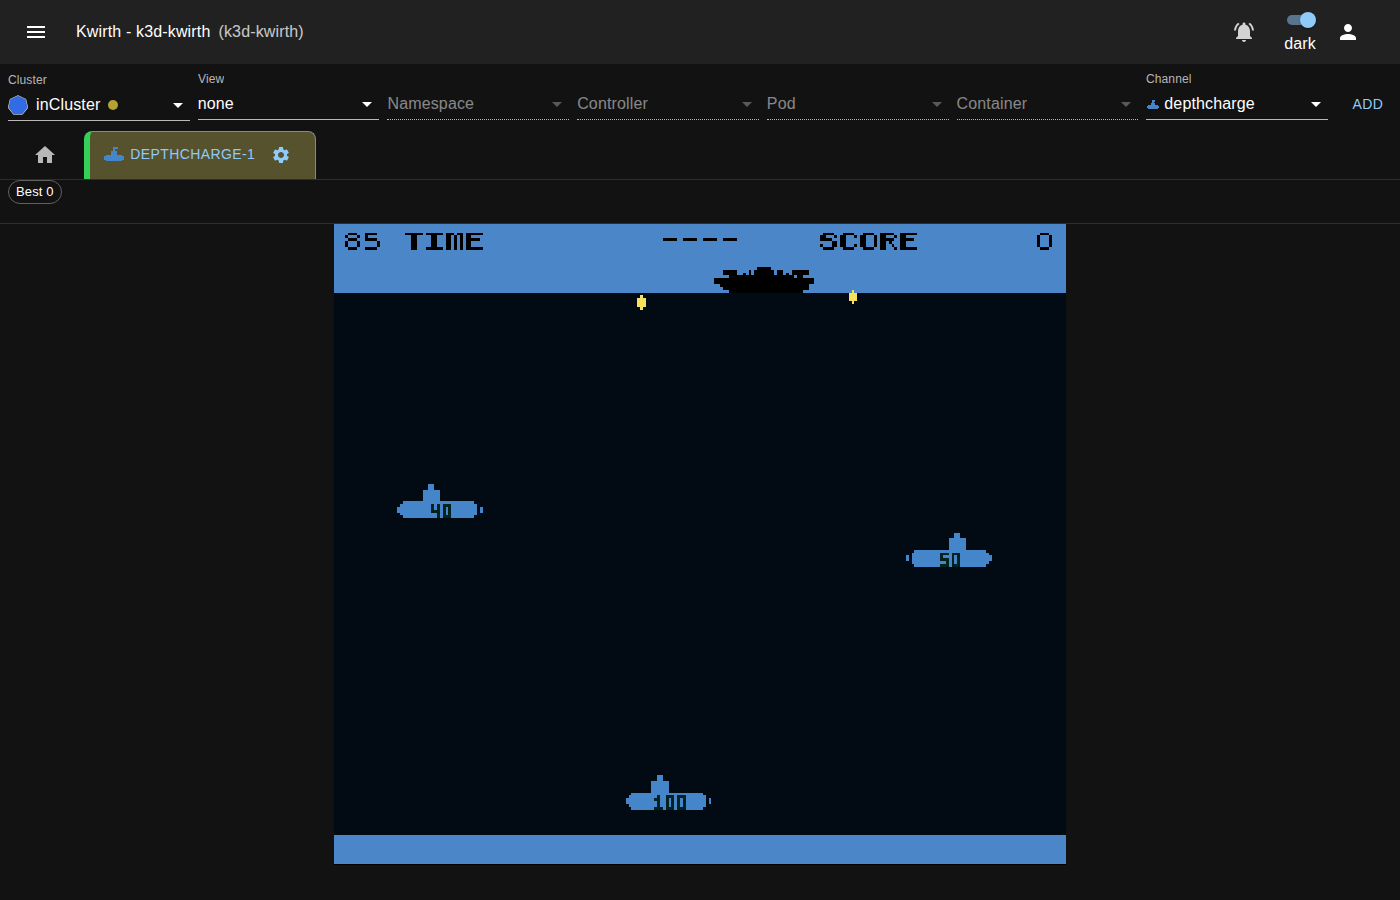 Kwirth - k3d-kwirth (k3d-kwirth)
dark
Cluster
inCluster
View
none
Namespace
Controller
Pod
Container
Channel
depthcharge
ADD
DEPTHCHARGE-1
Best 0
85 TIME ---- SCORE 0
40
50
100